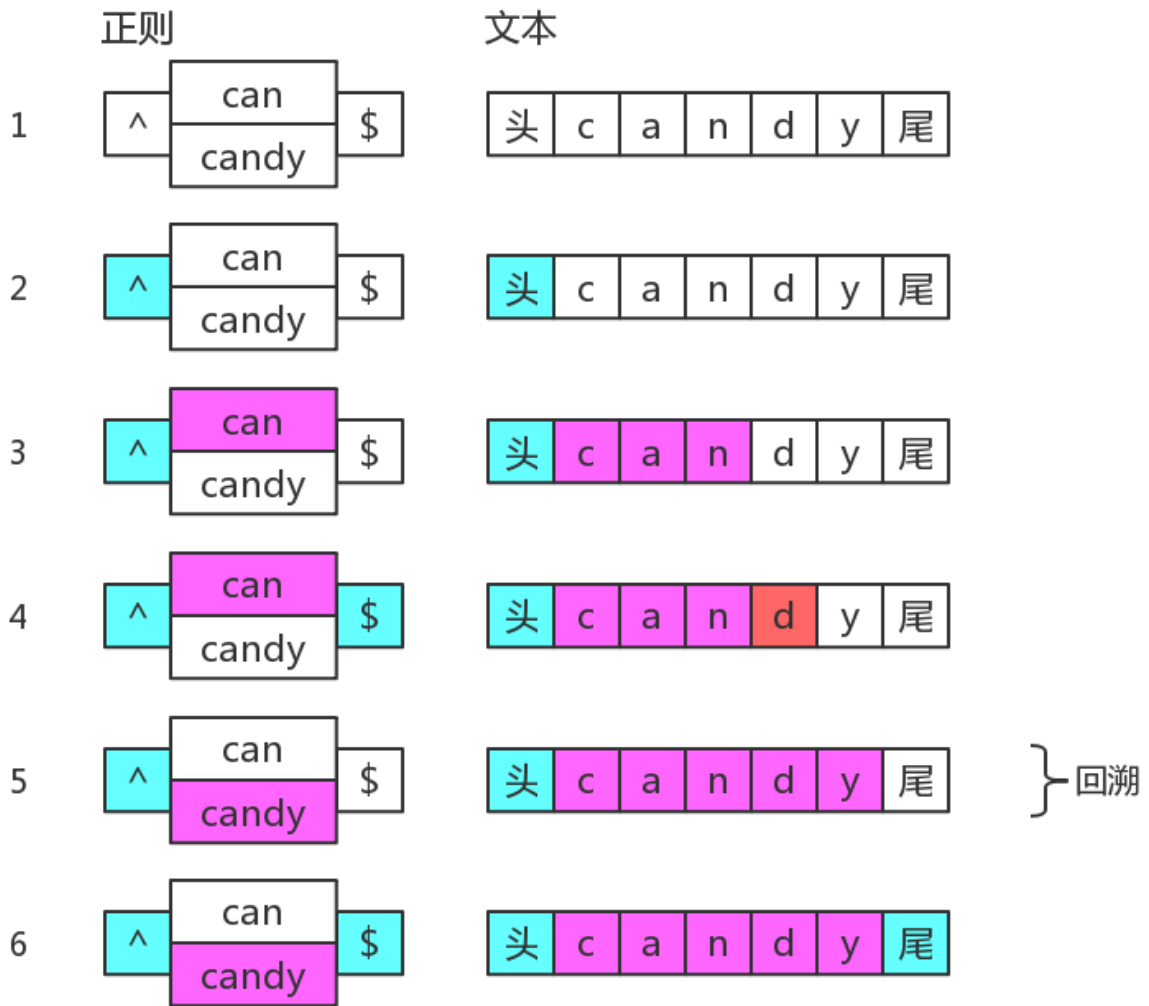 正则 文本
can
1 ^ $ 头 c a n d y 尾
candy
can
2 ^ $ 头 c a n d y 尾
candy
can
3 ^ $ 头 c a n d y 尾
candy
can
4 ^ $ 头 c a n d y 尾
candy
can
5 ^ $ 头 c a n d y 尾 回溯
candy
can
6 ^ $ 头 c a n d y 尾
candy